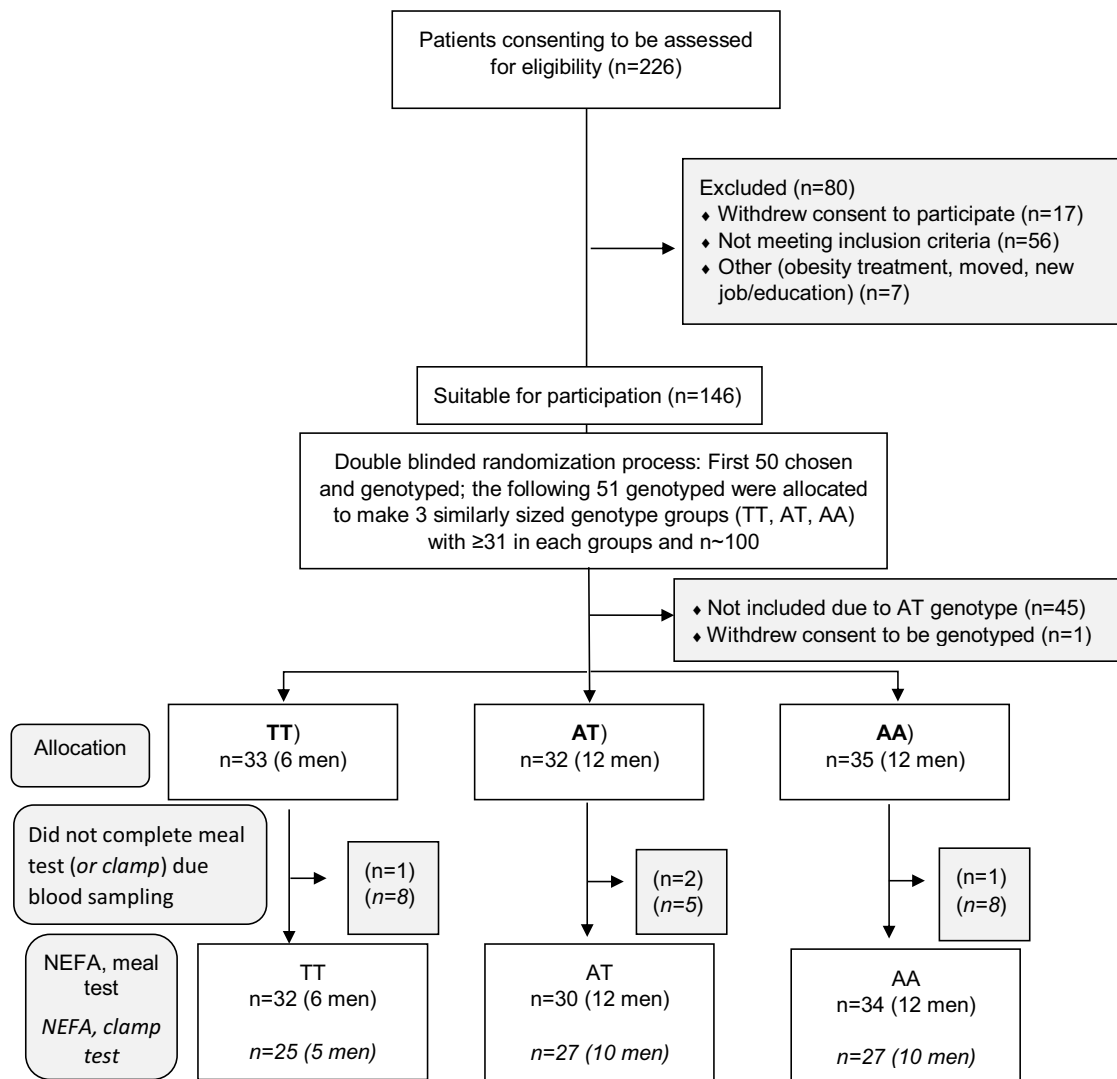 Patients consenting to be assessed
for eligibility (n=226)
Excluded (n=80)
♦ Withdrew consent to participate (n=17)
♦ Not meeting inclusion criteria (n=56)
♦ Other (obesity treatment, moved, new
job/education) (n=7)
Suitable for participation (n=146)
Double blinded randomization process: First 50 chosen
and genotyped; the following 51 genotyped were allocated
to make 3 similarly sized genotype groups (TT, AT, AA)
with ≥31 in each groups and n~100
♦ Not included due to AT genotype (n=45)
♦ Withdrew consent to be genotyped (n=1)
Allocation
TT)
n=33 (6 men)
AT)
n=32 (12 men)
AA)
n=35 (12 men)
Did not complete meal
test (or clamp) due
blood sampling
(n=1)
(n=8)
(n=2)
(n=5)
(n=1)
(n=8)
NEFA, meal
test
NEFA, clamp
test
TT
n=32 (6 men)
n=25 (5 men)
AT
n=30 (12 men)
n=27 (10 men)
AA
n=34 (12 men)
n=27 (10 men)